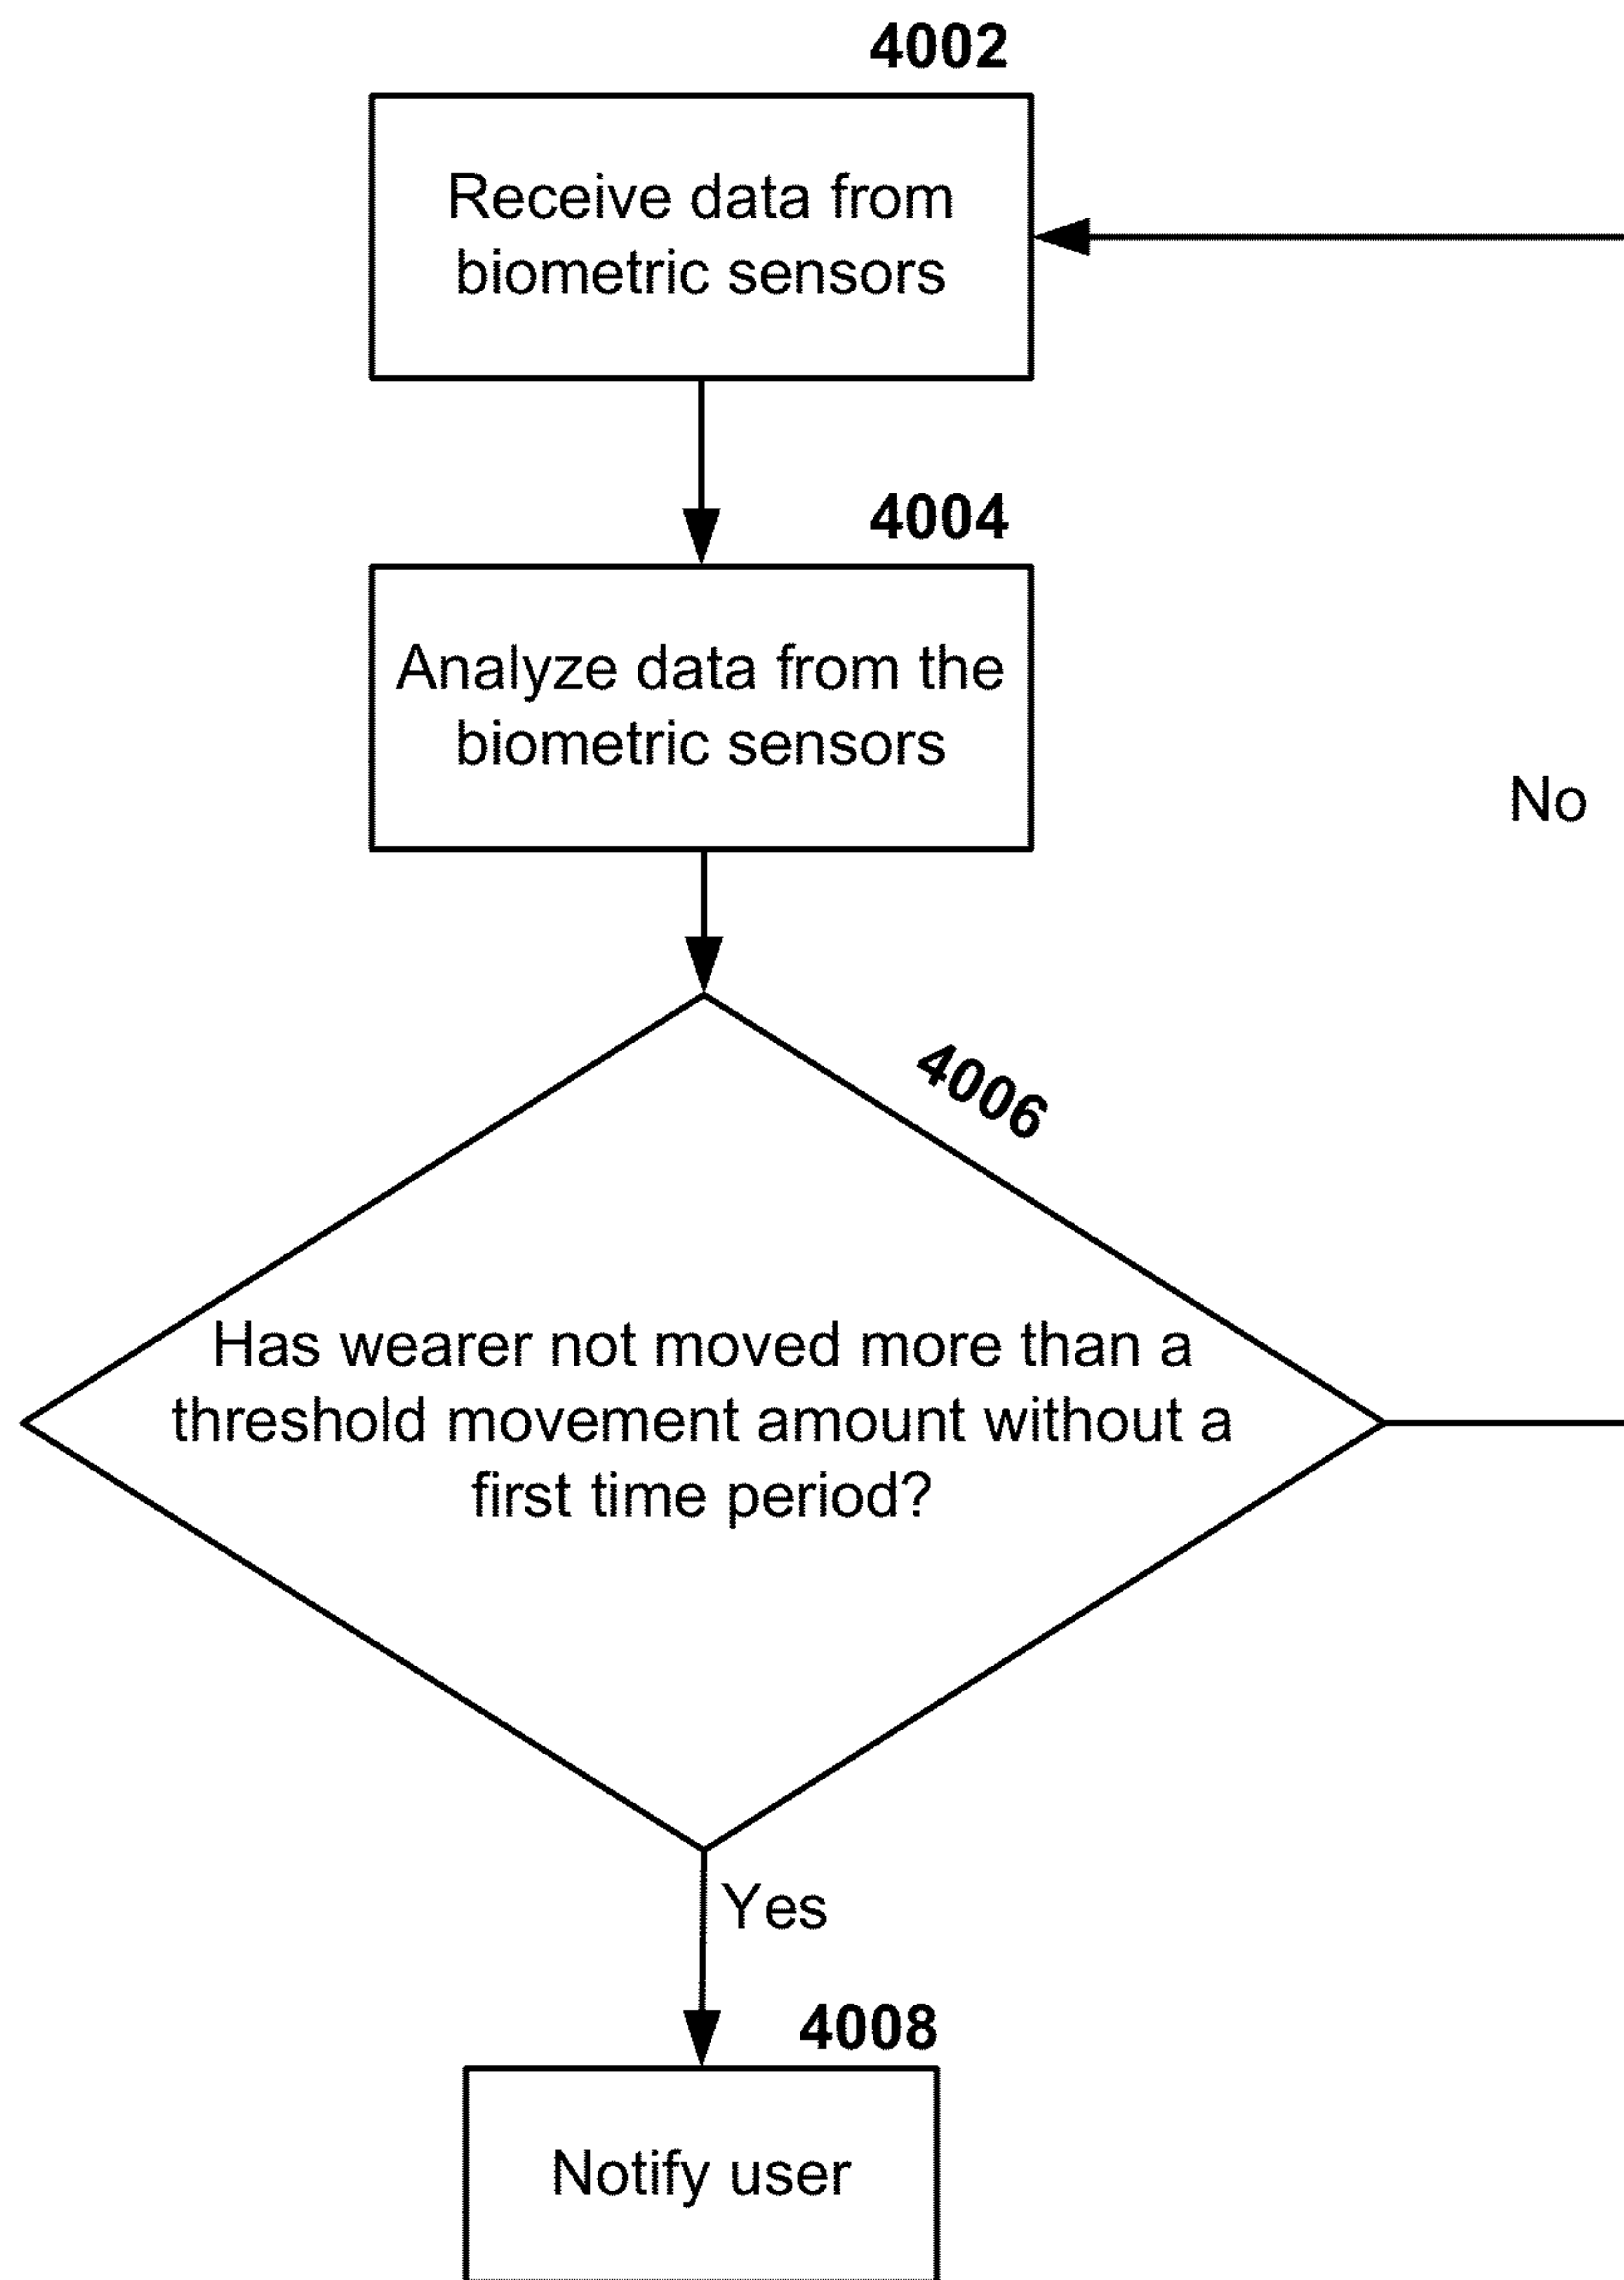 4002
Receive data from
biometric sensors
4004
Analyze data from the
biometric sensors
No
4006
Has wearer not moved more than a
threshold movement amount without a
first time period?
Yes
4008
Notify user